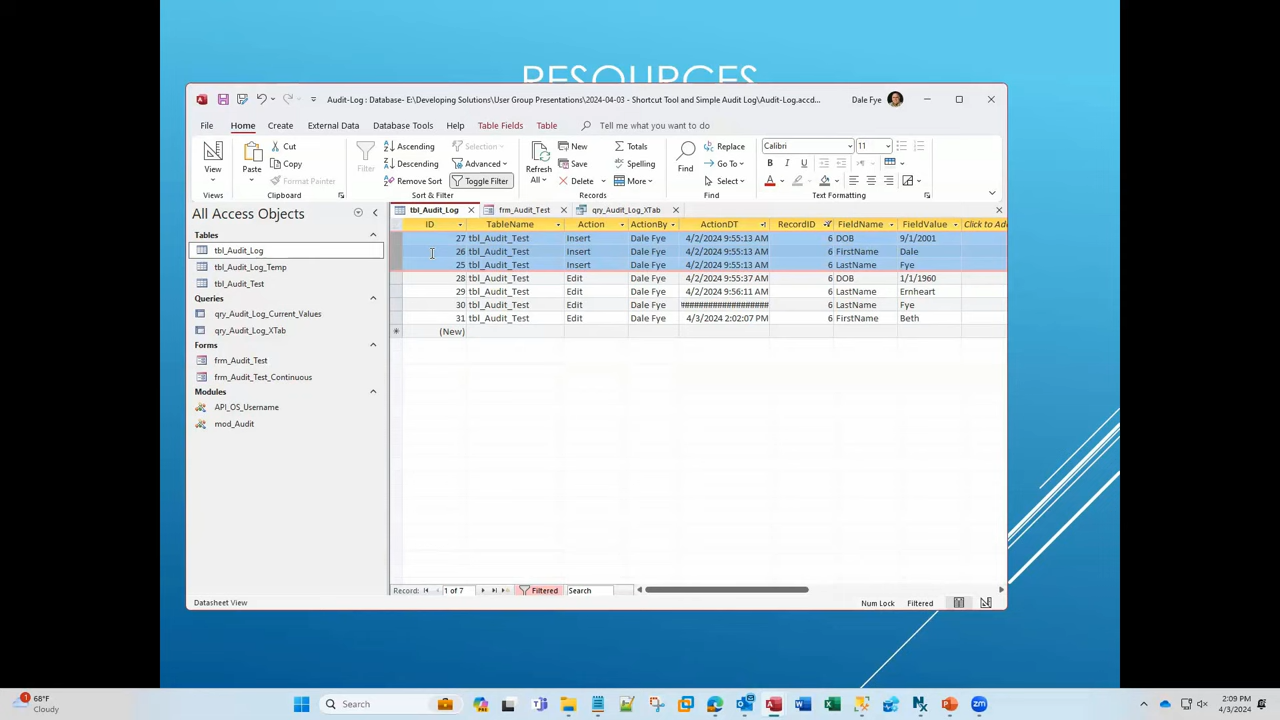 RESOURCES
Audit-Log : Database- E:\Developing Solutions\User Group Presentations\2024-04-03 - Shortcut Tool and Simple Audit Log\Audit-Log.accd... Dale Fye
File Home Create External Data Database Tools Help Table Fields Table Tell me what you want to do
View Paste Cut Copy Format Painter Filter Ascending Descending Remove Sort Selection Advanced Toggle Filter Refresh All New Save Delete Totals Spelling More Find Replace Go To Select Calibri 11 B I U A
Clipboard Sort & Filter Records Find Text Formatting
All Access Objects
Tables
tbl_Audit_Log
tbl_Audit_Log_Temp
tbl_Audit_Test
Queries
qry_Audit_Log_Current_Values
qry_Audit_Log_XTab
Forms
frm_Audit_Test
frm_Audit_Test_Continuous
Modules
API_OS_Username
mod_Audit
tbl_Audit_Log frm_Audit_Test qry_Audit_Log_XTab
ID TableName Action ActionBy ActionDT RecordID FieldName FieldValue Click to Add
27 tbl_Audit_Test Insert Dale Fye 4/2/2024 9:55:13 AM 6 DOB 9/1/2001
26 tbl_Audit_Test Insert Dale Fye 4/2/2024 9:55:13 AM 6 FirstName Dale
25 tbl_Audit_Test Insert Dale Fye 4/2/2024 9:55:13 AM 6 LastName Fye
28 tbl_Audit_Test Edit Dale Fye 4/2/2024 9:55:37 AM 6 DOB 1/1/1960
29 tbl_Audit_Test Edit Dale Fye 4/2/2024 9:56:11 AM 6 LastName Ernheart
30 tbl_Audit_Test Edit Dale Fye ################### 6 LastName Fye
31 tbl_Audit_Test Edit Dale Fye 4/3/2024 2:02:07 PM 6 FirstName Beth
(New)
Record: 1 of 7 Filtered Search
Datasheet View Num Lock Filtered
1 68°F
Cloudy
Search
2:09 PM
4/3/2024